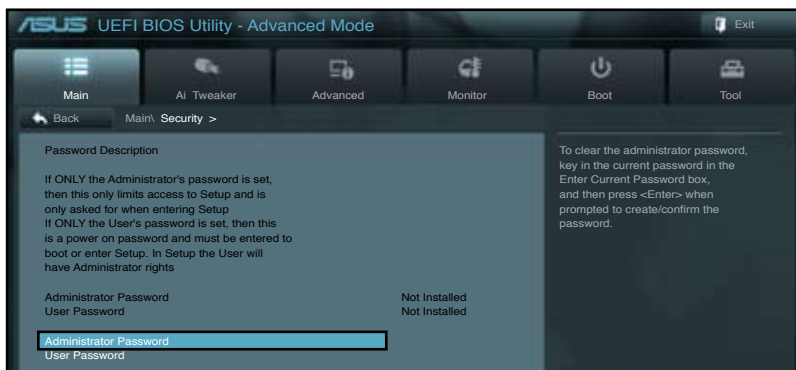 ASUS UEFI BIOS Utility - Advanced Mode
Exit
Main
Ai Tweaker
Advanced
Monitor
Boot
Tool
Back
Main\ Security >
Password Description
If ONLY the Administrator's password is set,
then this only limits access to Setup and is
only asked for when entering Setup
If ONLY the User's password is set, then this
is a power on password and must be entered to
boot or enter Setup. In Setup the User will
have Administrator rights
Administrator Password Not Installed
User Password Not Installed
Administrator Password
User Password
To clear the administrator password,
key in the current password in the
Enter Current Password box,
and then press <Enter> when
prompted to create/confirm the
password.